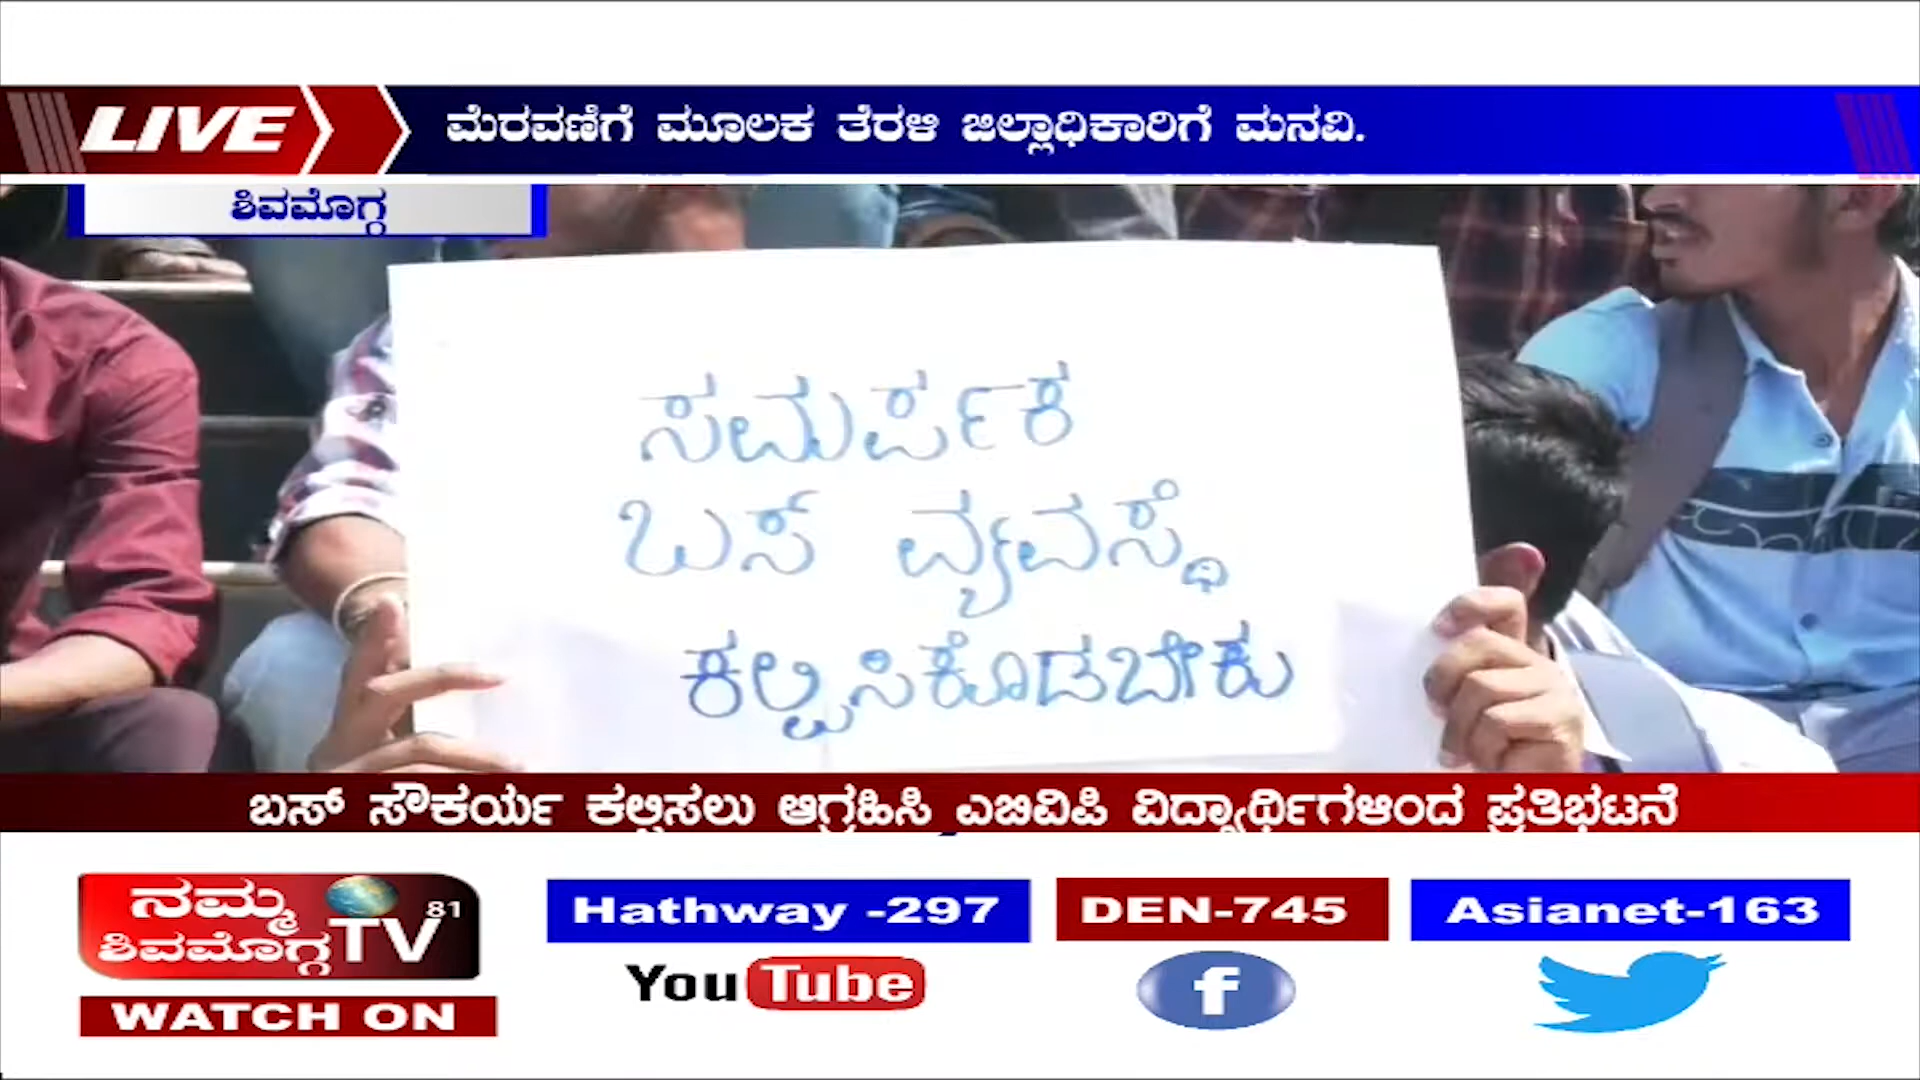 LIVE ಮೆರವಣಿಗೆ ಮೂಲಕ ತೆರಳಿ ಜಿಲ್ಲಾಧಿಕಾರಿಗೆ ಮನವಿ.
ಶಿವಮೊಗ್ಗ
ಸಮರ್ಪಕ
ಬಸ್ ವ್ಯವಸ್ಥೆ
ಕಲ್ಪಿಸಿಕೊಡಬೇಕು
ಬಸ್ ಸೌಕರ್ಯ ಕಲ್ಪಿಸಲು ಆಗ್ರಹಿಸಿ ಎಬಿವಿಪಿ ವಿದ್ಯಾರ್ಥಿಗಳಿಂದ ಪ್ರತಿಭಟನೆ
ನಮ್ಮ
ಶಿವಮೊಗ್ಗ TV 81
Hathway -297 DEN-745 Asianet-163
YouTube f
WATCH ON